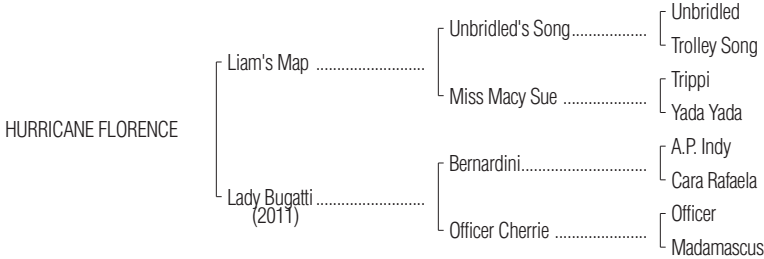 Unbridled
Unbridled's Song..................
Trolley Song
Liam's Map ..........................
Trippi
Miss Macy Sue ....................
Yada Yada
HURRICANE FLORENCE
A.P. Indy
Bernardini..............................
Cara Rafaela
Lady Bugatti ..........................
(2011)
Officer
Officer Cherrie ......................
Madamascus